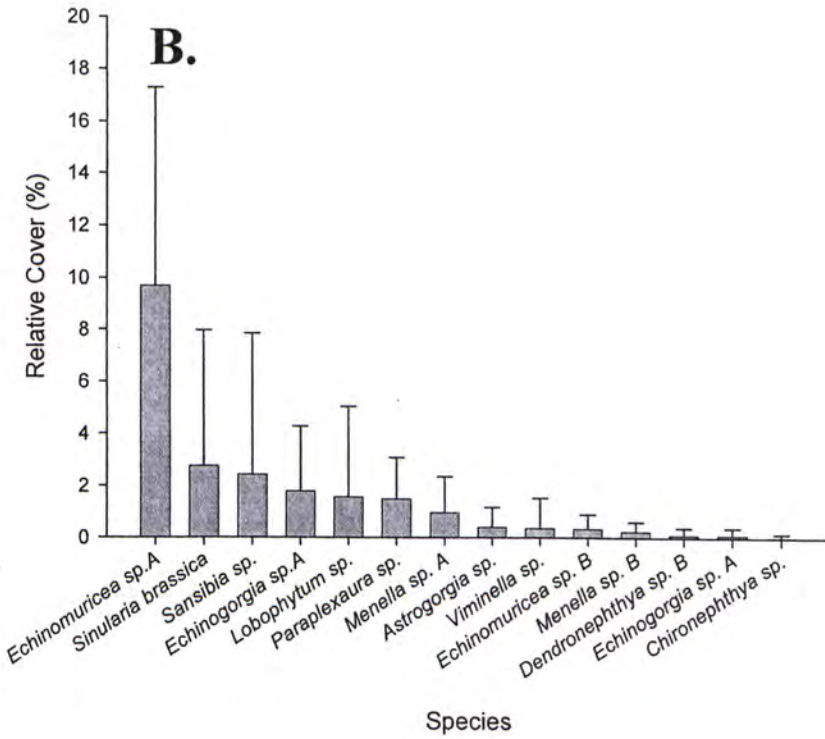 B.
Relative Cover (%)
20
18
16
14
12
10
8
6
4
2
0
Echinomuricea sp.A
Sinularia brassica
Sansibia sp.
Echinogorgia sp.A
Lobophytum sp.
Paraplexaura sp.
Menella sp. A
Astrogorgia sp.
Viminella sp.
Echinomuricea sp. B
Menella sp. B
Dendronephthya sp. B
Echinogorgia sp. A
Chironephthya sp.
Species